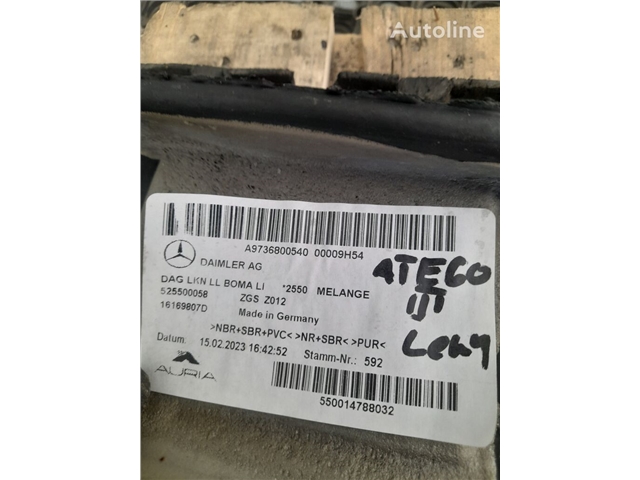 Autoline
A9736800540 00009H54
DAIMLER AG
DAG LKN LL BOMA LI *2550 MELANGE
525500058 ZGS Z012
16169807D Made in Germany
>NBR+SBR+PVC<>NR+SBR<>PUR<
Datum: 15.02.2023 16:42:52 Stamm-Nr.: 592
AURIA
550014788032
ATEGO
III
Lewy